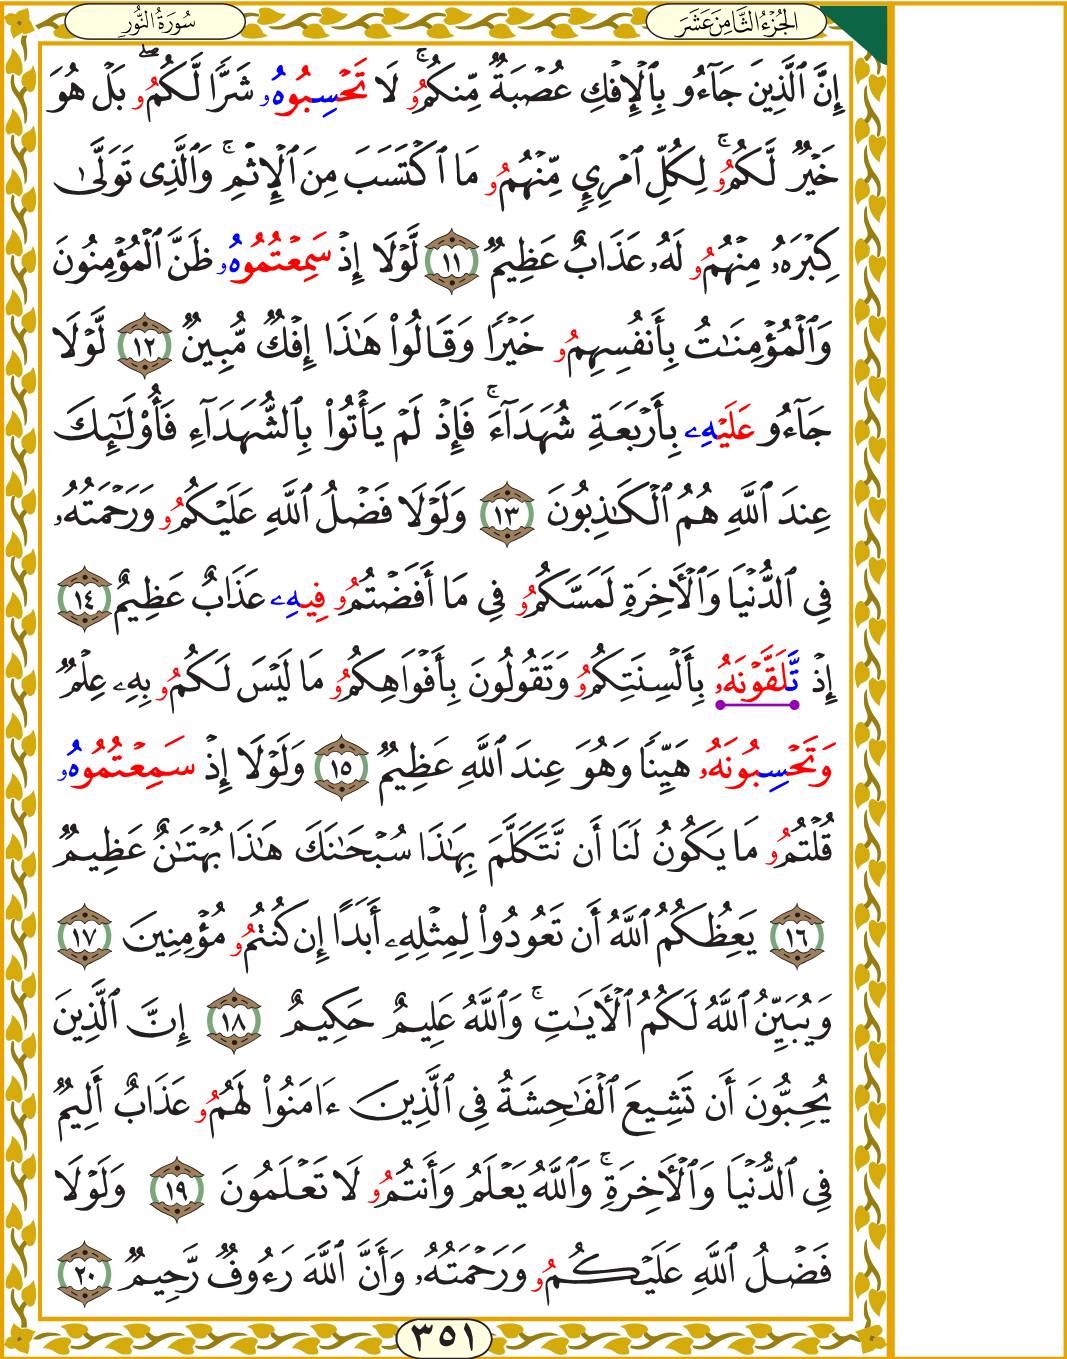 الجُزْءُ الثَّامِنَ عَشَرَ
سُورَةُ النُّورِ
إِنَّ ٱلَّذِينَ جَآءُو بِٱلْإِفْكِ عُصْبَةٌ مِّنكُمُۥ ۚ لَا تَحْسِبُوهُۥ شَرًّا لَّكُمُۥ ۖ بَلْ هُوَ
خَيْرٌ لَّكُمُۥ ۚ لِكُلِّ ٱمْرِيٍٕ مِّنْهُمُۥ مَا ٱكْتَسَبَ مِنَ ٱلْإِثْمِ ۚ وَٱلَّذِى تَوَلَّىٰ
كِبْرَهُۥ مِنْهُمُۥ لَهُۥ عَذَابٌ عَظِيمٌ ١١ لَّوْلَا إِذْ سَمِعْتُمُوهُۥ ظَنَّ ٱلْمُؤْمِنُونَ
وَٱلْمُؤْمِنَٰتُ بِأَنفُسِهِمُۥ خَيْرًا وَقَالُوا۟ هَٰذَا إِفْكٌ مُّبِينٌ ١٢ لَّوْلَا
جَآءُو عَلَيْهِۦ بِأَرْبَعَةِ شُهَدَآءَ ۚ فَإِذْ لَمْ يَأْتُوا۟ بِٱلشُّهَدَآءِ فَأُو۟لَٰٓئِكَ
عِندَ ٱللَّهِ هُمُ ٱلْكَٰذِبُونَ ١٣ وَلَوْلَا فَضْلُ ٱللَّهِ عَلَيْكُمُۥ وَرَحْمَتُهُۥ
فِى ٱلدُّنْيَا وَٱلْأَخِرَةِ لَمَسَّكُمُۥ فِى مَا أَفَضْتُمُۥ فِيهِۦ عَذَابٌ عَظِيمٌ ١٤
إِذْ تَّلَقَّوْنَهُۥ بِأَلْسِنَتِكُمُۥ وَتَقُولُونَ بِأَفْوَاهِكُمُۥ مَا لَيْسَ لَكُمُۥ بِهِۦ عِلْمٌ
وَتَحْسِبُونَهُۥ هَيِّنًا وَهُوَ عِندَ ٱللَّهِ عَظِيمٌ ١٥ وَلَوْلَا إِذْ سَمِعْتُمُوهُۥ
قُلْتُمُۥ مَا يَكُونُ لَنَا أَن نَّتَكَلَّمَ بِهَٰذَا سُبْحَٰنَكَ هَٰذَا بُهْتَٰنٌ عَظِيمٌ
١٦ يَعِظُكُمُ ٱللَّهُ أَن تَعُودُوا۟ لِمِثْلِهِۦ أَبَدًا إِن كُنتُمُۥ مُؤْمِنِينَ ١٧
وَيُبَيِّنُ ٱللَّهُ لَكُمُ ٱلْأَيَٰتِ ۚ وَٱللَّهُ عَلِيمٌ حَكِيمٌ ١٨ إِنَّ ٱلَّذِينَ
يُحِبُّونَ أَن تَشِيعَ ٱلْفَٰحِشَةُ فِى ٱلَّذِينَ ءَامَنُوا۟ لَهُمُۥ عَذَابٌ أَلِيمٌ
فِى ٱلدُّنْيَا وَٱلْأَخِرَةِ ۚ وَٱللَّهُ يَعْلَمُ وَأَنتُمُۥ لَا تَعْلَمُونَ ١٩ وَلَوْلَا
فَضْلُ ٱللَّهِ عَلَيْكُمُۥ وَرَحْمَتُهُۥ وَأَنَّ ٱللَّهَ رَءُوفٌ رَّحِيمٌ ٢٠
٣٥١